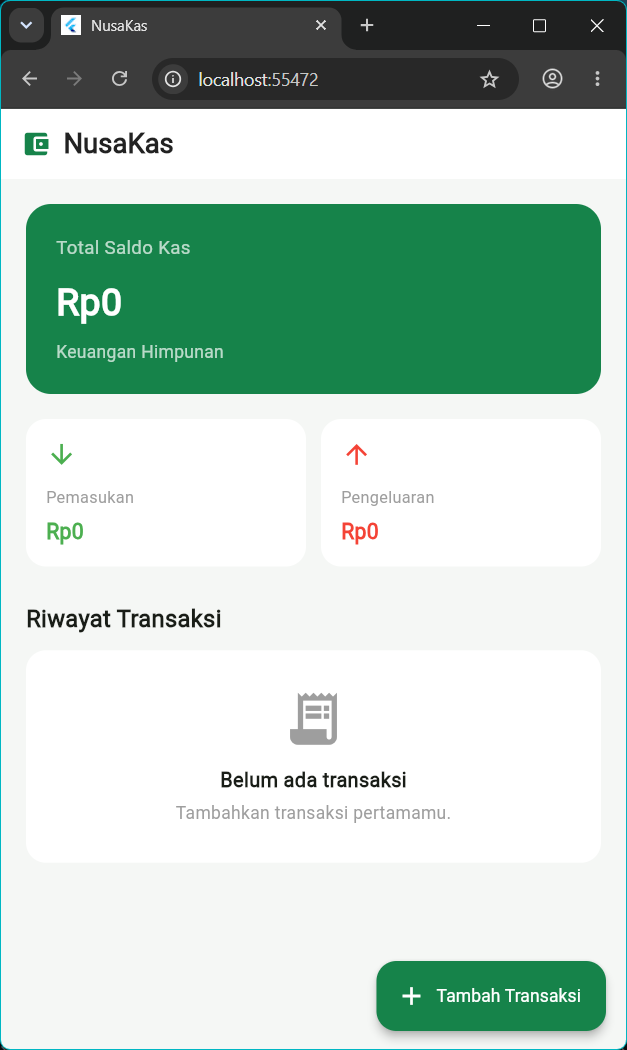 NusaKas
localhost:55472
NusaKas
Total Saldo Kas
Rp0
Keuangan Himpunan
Pemasukan
Rp0
Pengeluaran
Rp0
Riwayat Transaksi
Belum ada transaksi
Tambahkan transaksi pertamamu.
Tambah Transaksi